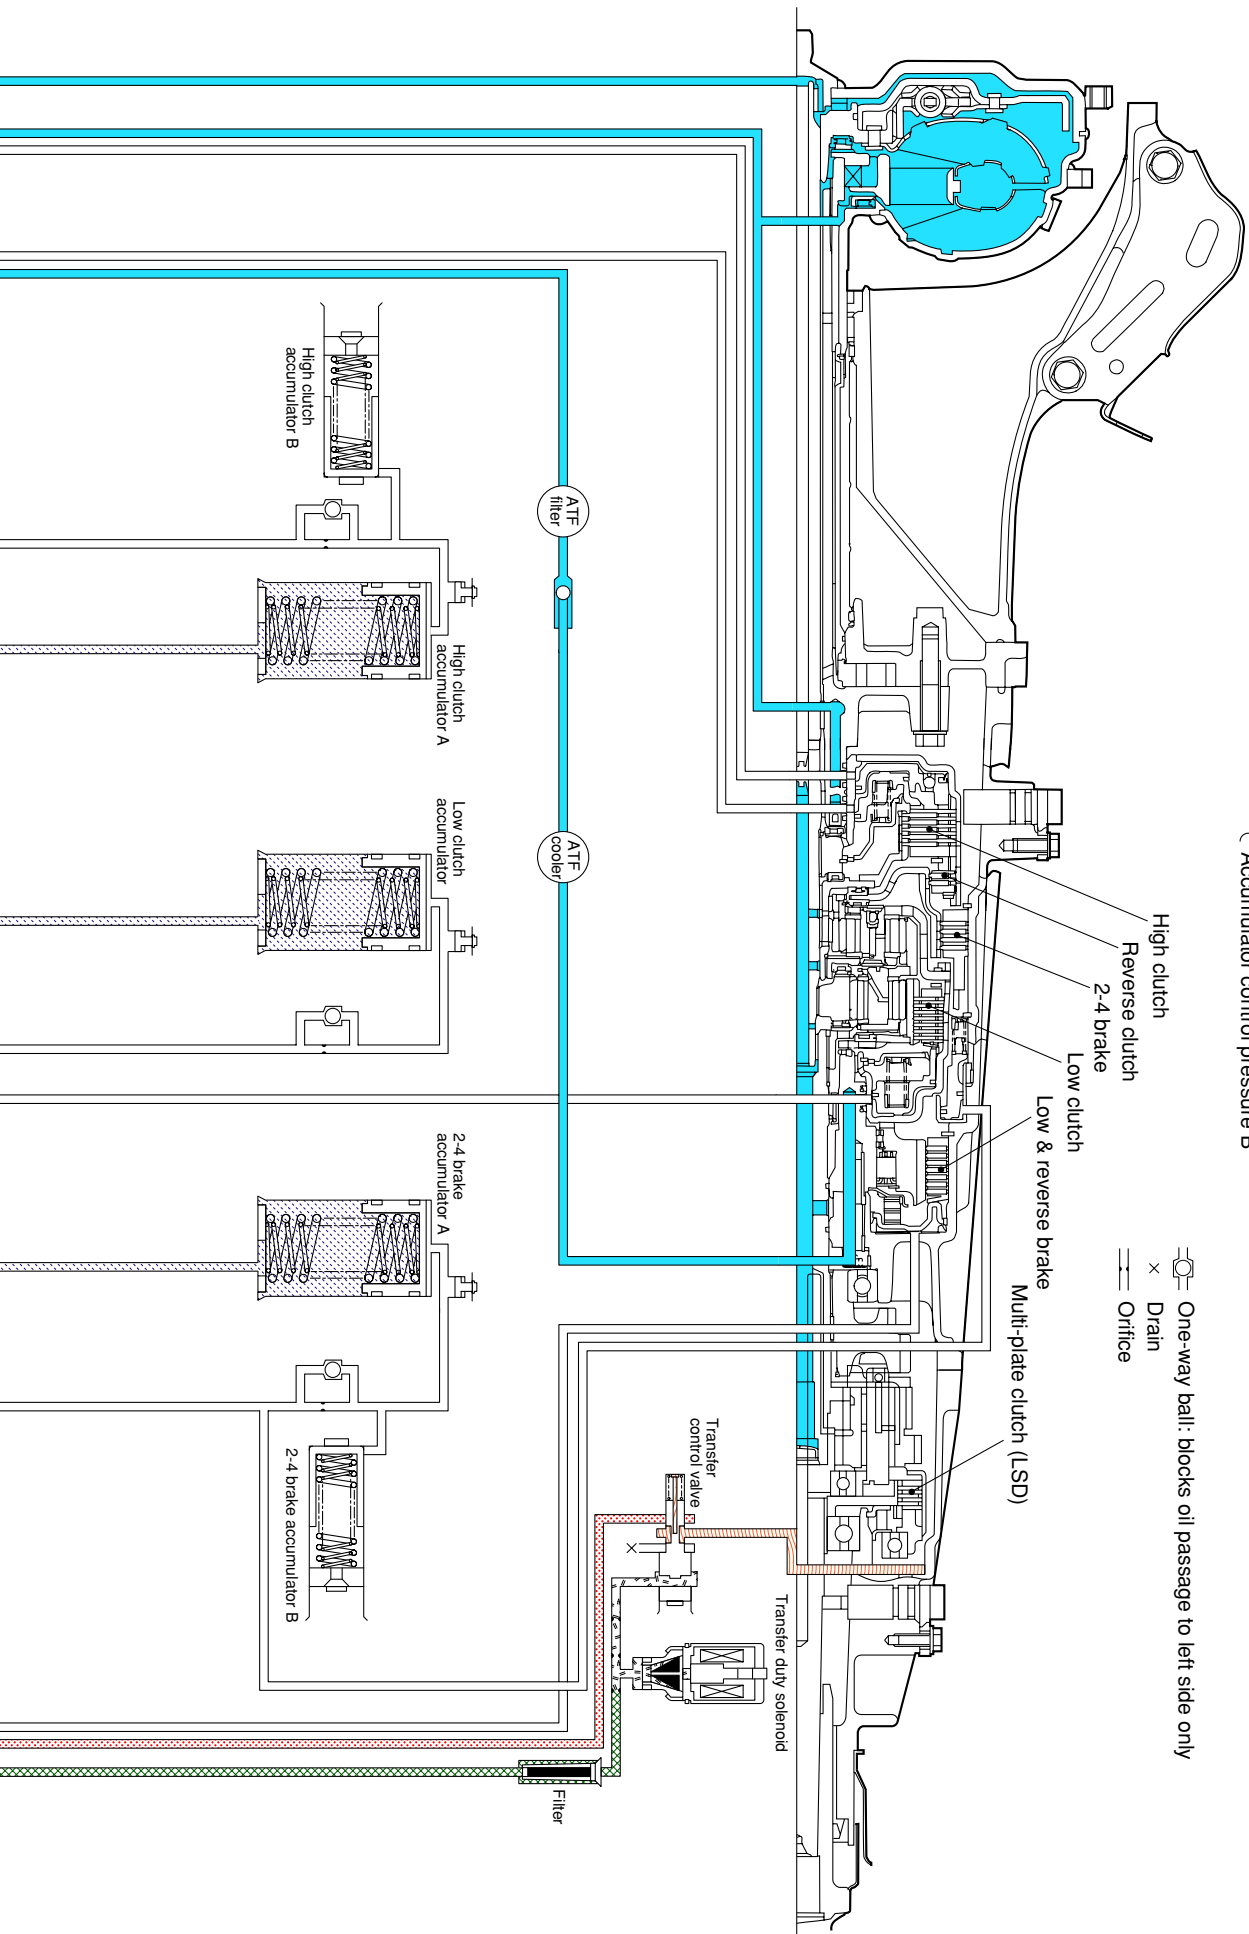 Accumulator control pressure B
One-way ball: blocks oil passage to left side only
× Drain
Orifice
High clutch
Reverse clutch
2-4 brake
Low clutch
Low & reverse brake
Multi-plate clutch (LSD)
Transfer duty solenoid
Transfer
control valve
ATF
filter
ATF
cooler
Filter
High clutch
accumulator A
Low clutch
accumulator
2-4 brake
accumulator A
High clutch
accumulator B
2-4 brake accumulator B